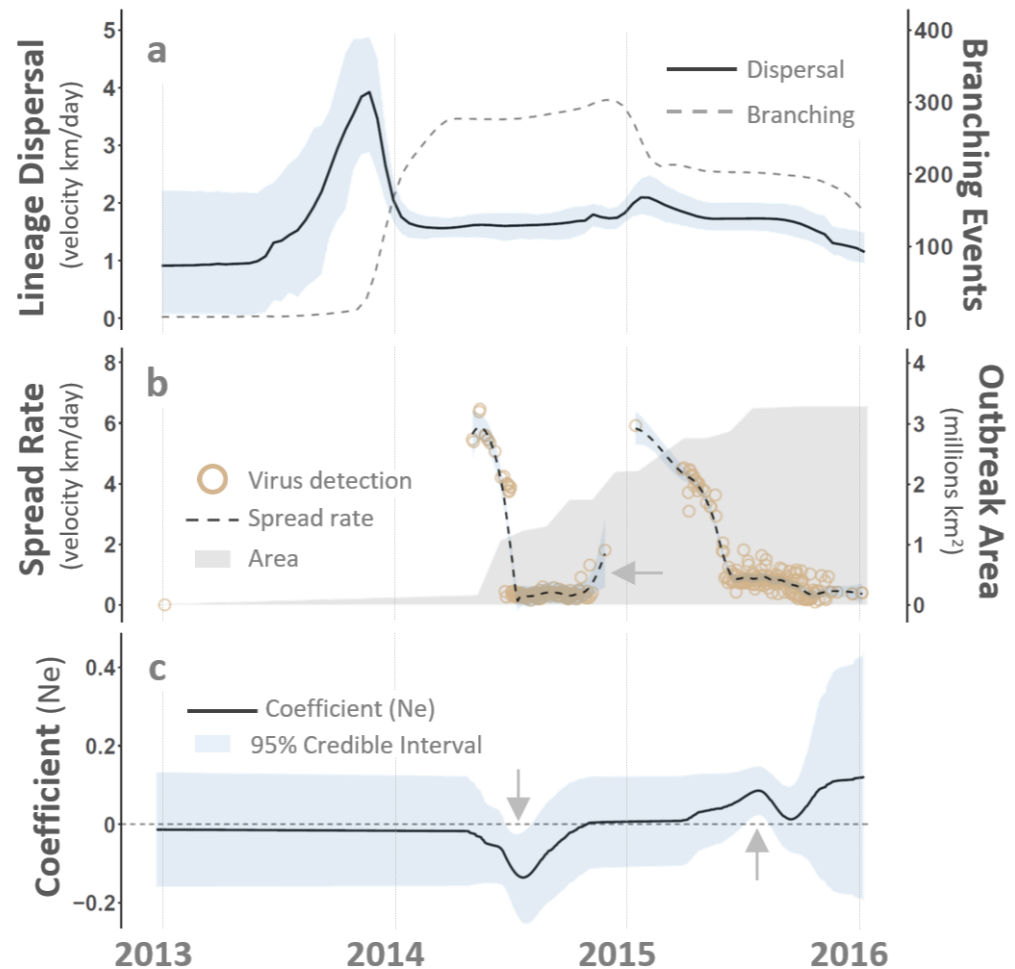 a
Lineage Dispersal
(velocity km/day)
5
4
3
2
1
0
Dispersal
Branching
400
300
200
100
0
Branching Events
b
Spread Rate
(velocity km/day)
8
6
4
2
0
Virus detection
Spread rate
Area
4
3
2
1
0
Outbreak Area
(millions km²)
c
Coefficient (Ne)
0.4
0.2
0
−0.2
Coefficient (Ne)
95% Credible Interval
2013
2014
2015
2016